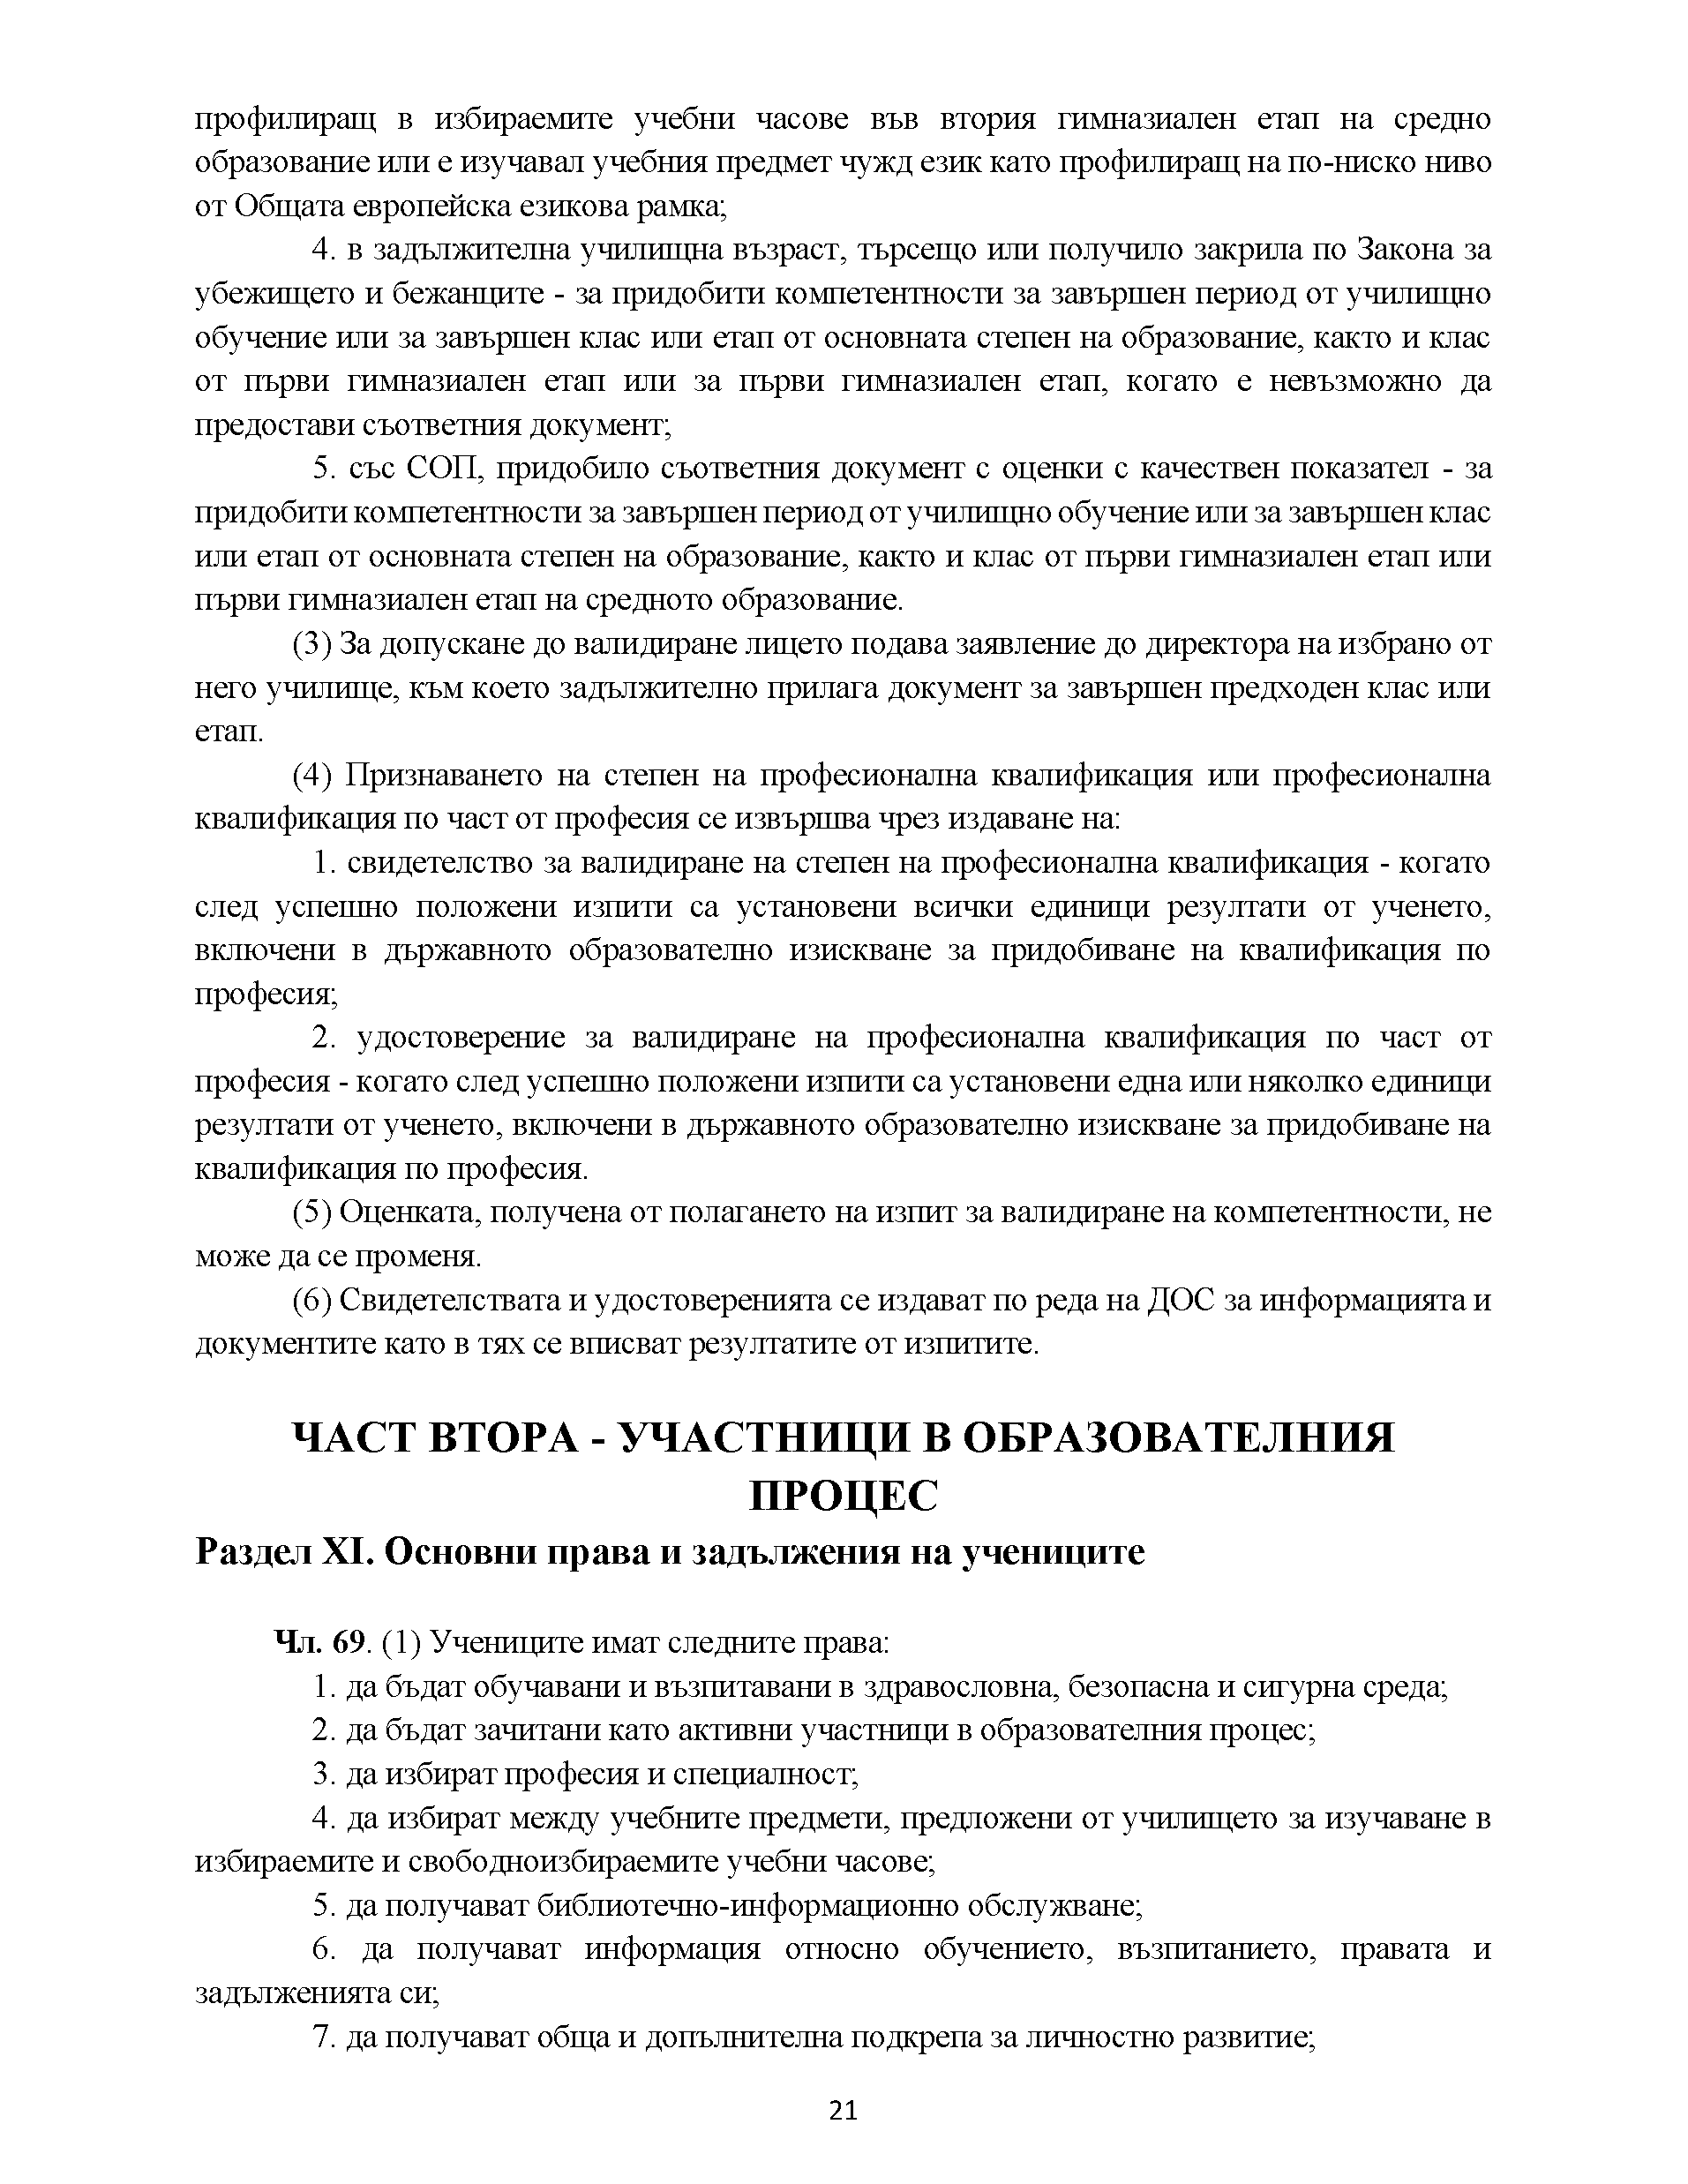 профилиращ в избираемите учебни часове във втория гимназиален етап на средно
образование или е изучавал учебния предмет чужд език като профилиращ на по-ниско ниво
от Общата европейска езикова рамка;
4. в задължителна училищна възраст, търсещо или получило закрила по Закона за
убежището и бежанците - за придобити компетентности за завършен период от училищно
обучение или за завършен клас или етап от основната степен на образование, както и клас
от първи гимназиален етап или за първи гимназиален етап, когато е невъзможно да
предостави съответния документ;
5. със СОП, придобило съответния документ с оценки с качествен показател - за
придобити компетентности за завършен период от училищно обучение или за завършен клас
или етап от основната степен на образование, както и клас от първи гимназиален етап или
първи гимназиален етап на средното образование.
(3) За допускане до валидиране лицето подава заявление до директора на избрано от
него училище, към което задължително прилага документ за завършен предходен клас или
етап.
(4) Признаването на степен на професионална квалификация или професионална
квалификация по част от професия се извършва чрез издаване на:
1. свидетелство за валидиране на степен на професионална квалификация - когато
след успешно положени изпити са установени всички единици резултати от ученето,
включени в държавното образователно изискване за придобиване на квалификация по
професия;
2. удостоверение за валидиране на професионална квалификация по част от
професия - когато след успешно положени изпити са установени една или няколко единици
резултати от ученето, включени в държавното образователно изискване за придобиване на
квалификация по професия.
(5) Оценката, получена от полагането на изпит за валидиране на компетентности, не
може да се променя.
(6) Свидетелствата и удостоверенията се издават по реда на ДОС за информацията и
документите като в тях се вписват резултатите от изпитите.
ЧАСТ ВТОРА - УЧАСТНИЦИ В ОБРАЗОВАТЕЛНИЯ
ПРОЦЕС
Раздел XI. Основни права и задължения на учениците
Чл. 69. (1) Учениците имат следните права:
1. да бъдат обучавани и възпитавани в здравословна, безопасна и сигурна среда;
2. да бъдат зачитани като активни участници в образователния процес;
3. да избират професия и специалност;
4. да избират между учебните предмети, предложени от училището за изучаване в
избираемите и свободноизбираемите учебни часове;
5. да получават библиотечно-информационно обслужване;
6. да получават информация относно обучението, възпитанието, правата и
задълженията си;
7. да получават обща и допълнителна подкрепа за личностно развитие;
21